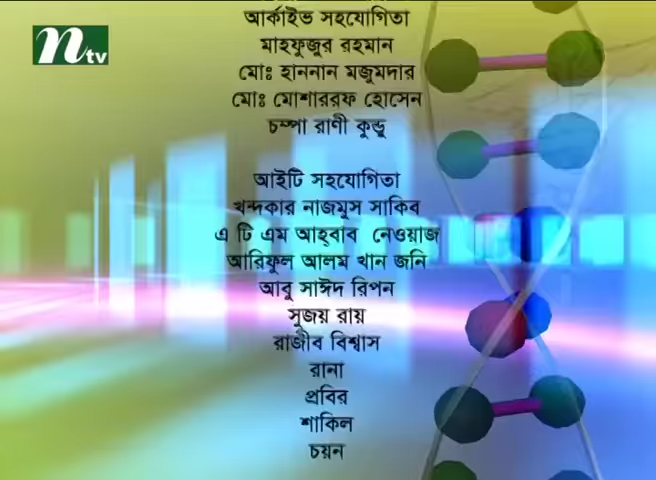 ntv
আর্কাইভ সহযোগিতা
মাহফুজুর রহমান
মোঃ হাননান মজুমদার
মোঃ মোশাররফ হোসেন
চম্পা রাণী কুন্ডু
আইটি সহযোগিতা
খন্দকার নাজমুস সাকিব
এ টি এম আহ্‌বাব নেওয়াজ
আরিফুল আলম খান জনি
আবু সাঈদ রিপন
সুজয় রায়
রাজীব বিশ্বাস
রানা
প্রবির
শাকিল
চয়ন